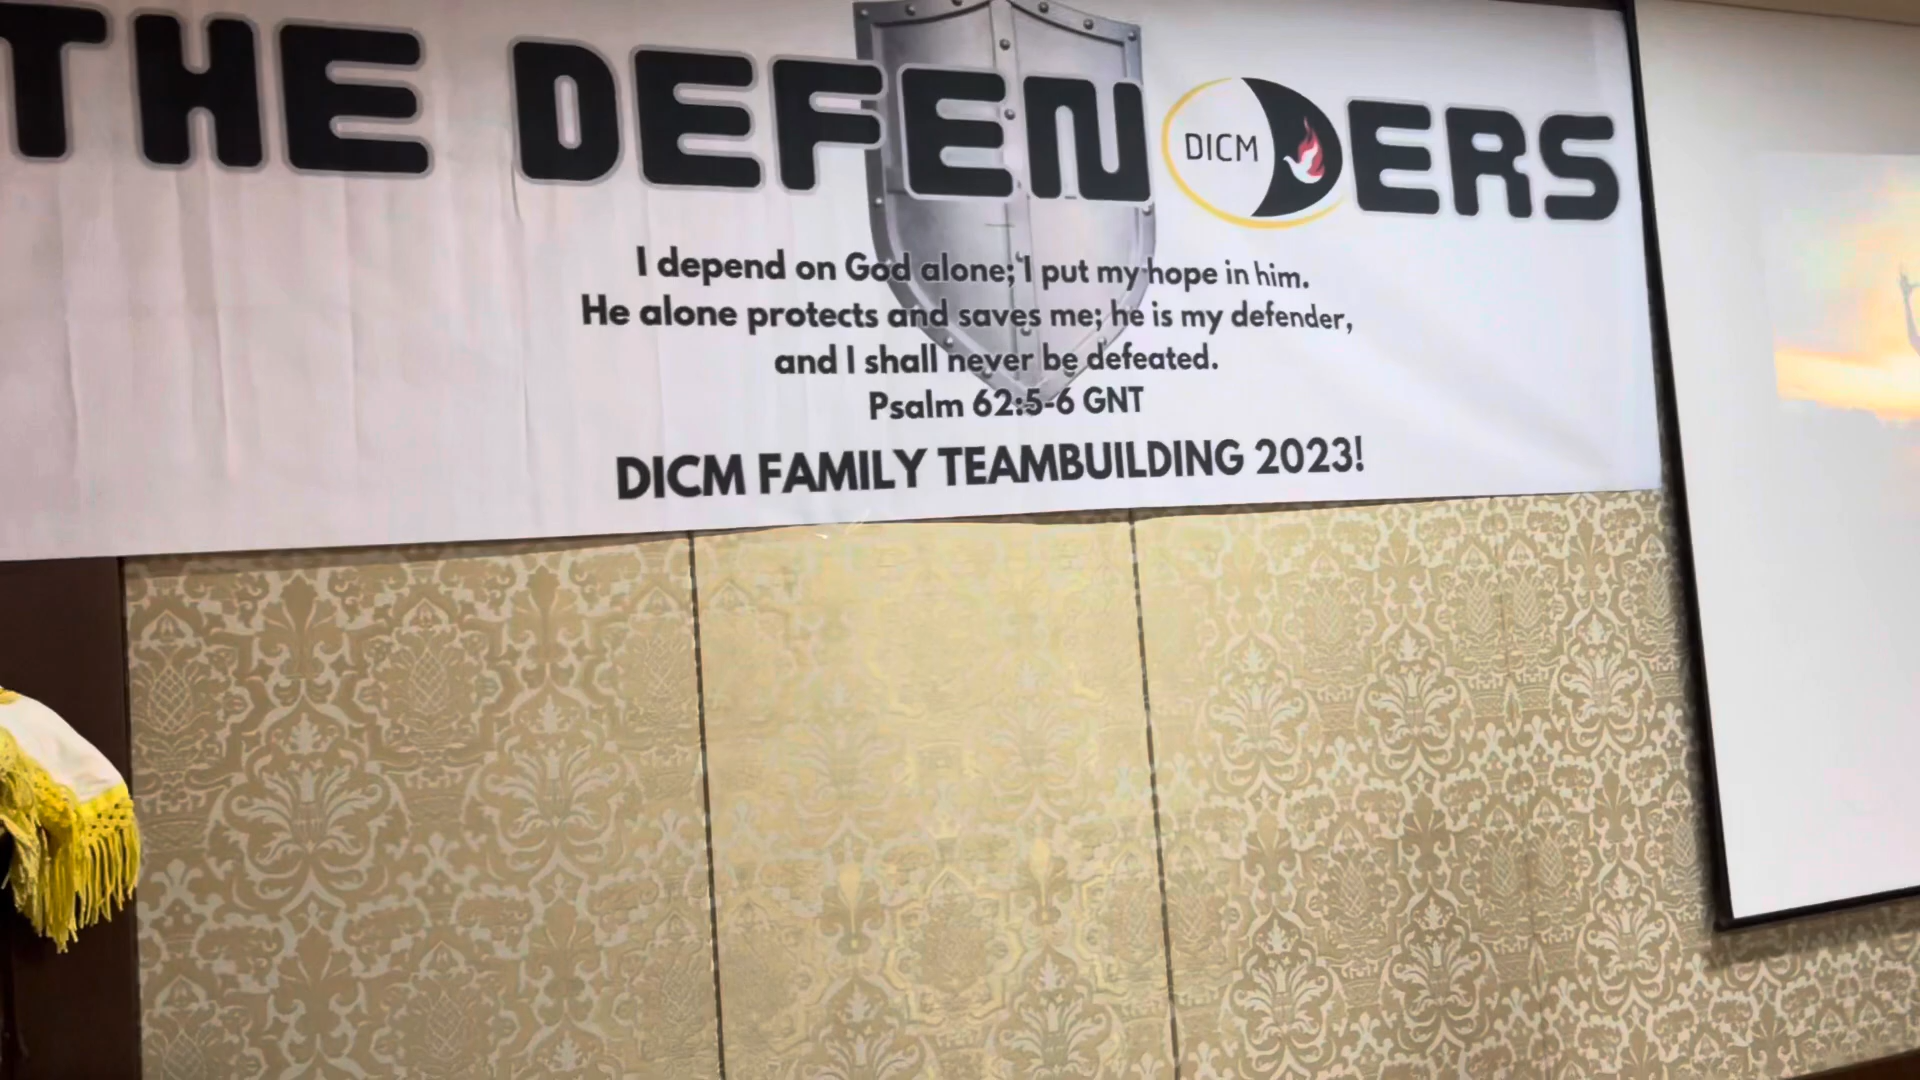 THE DEFENDERS
DICM
I depend on God alone; I put my hope in him.
He alone protects and saves me; he is my defender,
and I shall never be defeated.
Psalm 62:5-6 GNT
DICM FAMILY TEAMBUILDING 2023!